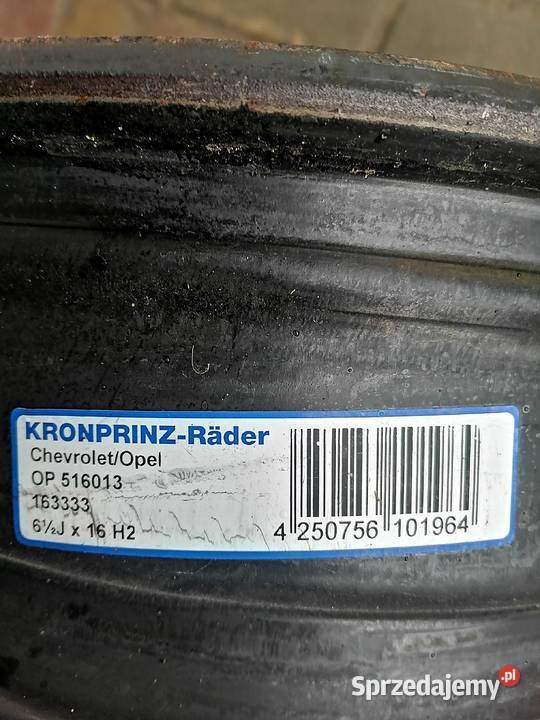 KRONPRINZ-Räder
Chevrolet/Opel
OP 516013
163333
6½J x 16 H2
4 250756 101964
Sprzedajemy.pl